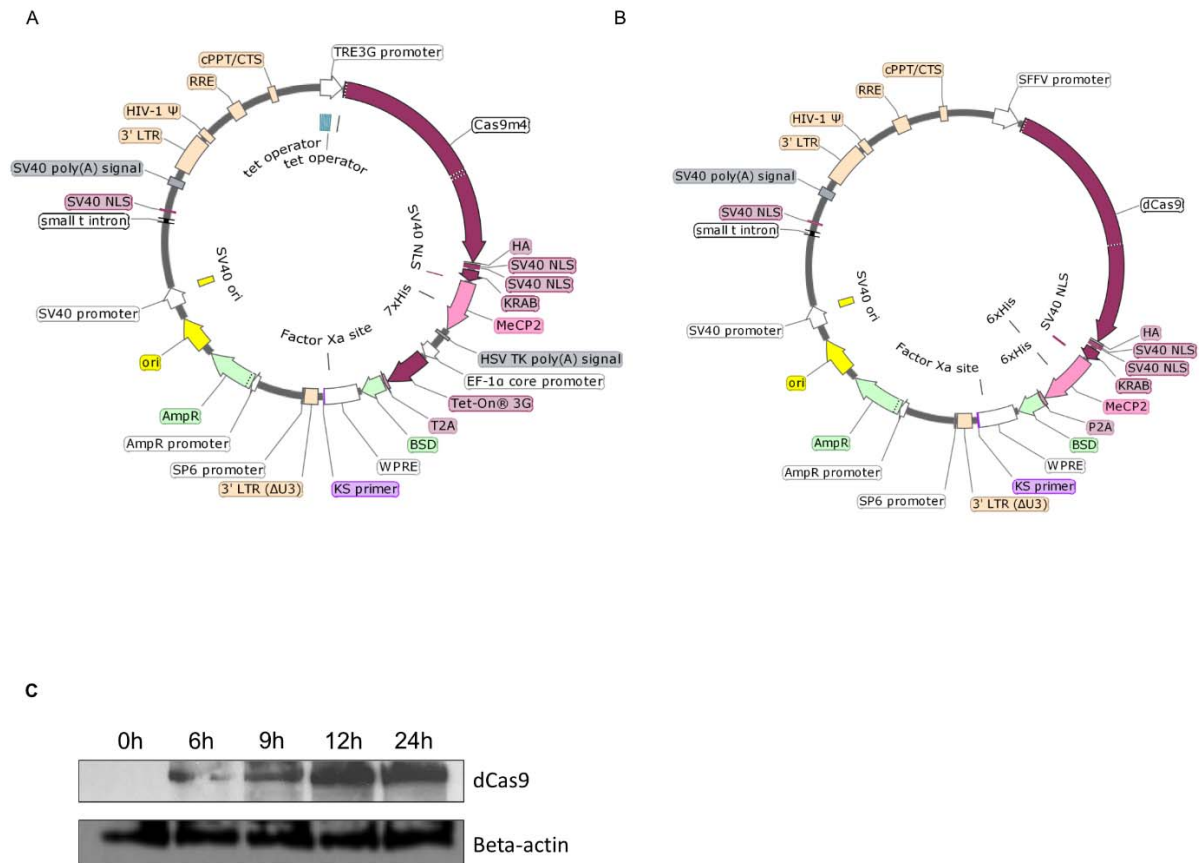 A
TRE3G promoter
cPPT/CTS
RRE
HIV-1 Ψ
3' LTR
SV40 poly(A) signal
SV40 NLS
small t intron
SV40 promoter
ori
AmpR
AmpR promoter
SP6 promoter
3' LTR (ΔU3)
KS primer
WPRE
BSD
T2A
Tet-On® 3G
EF-1α core promoter
HSV TK poly(A) signal
MeCP2
KRAB
SV40 NLS
SV40 NLS
HA
Cas9m4
tet operator
tet operator
SV40 NLS
7xHis
Factor Xa site
SV40 ori
B
SFFV promoter
cPPT/CTS
RRE
HIV-1 Ψ
3' LTR
SV40 poly(A) signal
SV40 NLS
small t intron
SV40 promoter
ori
AmpR
AmpR promoter
SP6 promoter
3' LTR (ΔU3)
KS primer
WPRE
BSD
P2A
MeCP2
KRAB
SV40 NLS
SV40 NLS
HA
dCas9
SV40 NLS
6xHis
6xHis
Factor Xa site
SV40 ori
C
0h 6h 9h 12h 24h
dCas9
Beta-actin